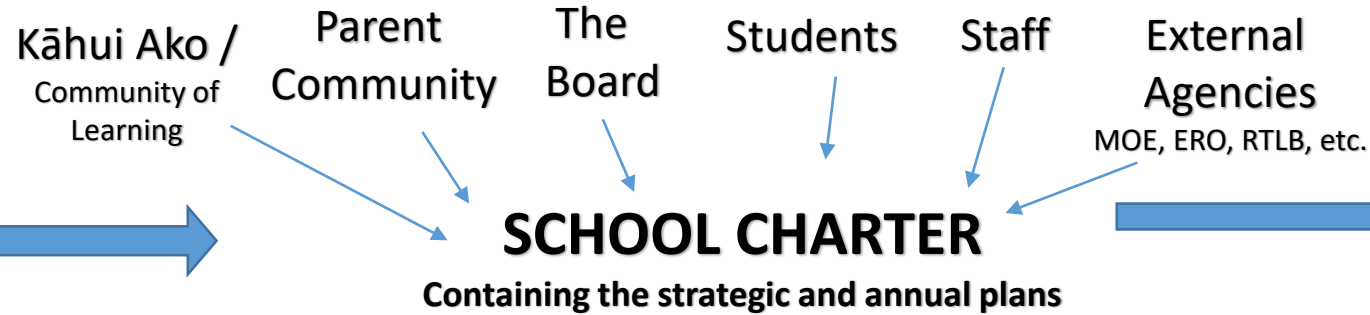 Kāhui Ako /
Community of
Learning
Parent
Community
The
Board
Students
Staff
External
Agencies
MOE, ERO, RTLB, etc.
SCHOOL CHARTER
Containing the strategic and annual plans